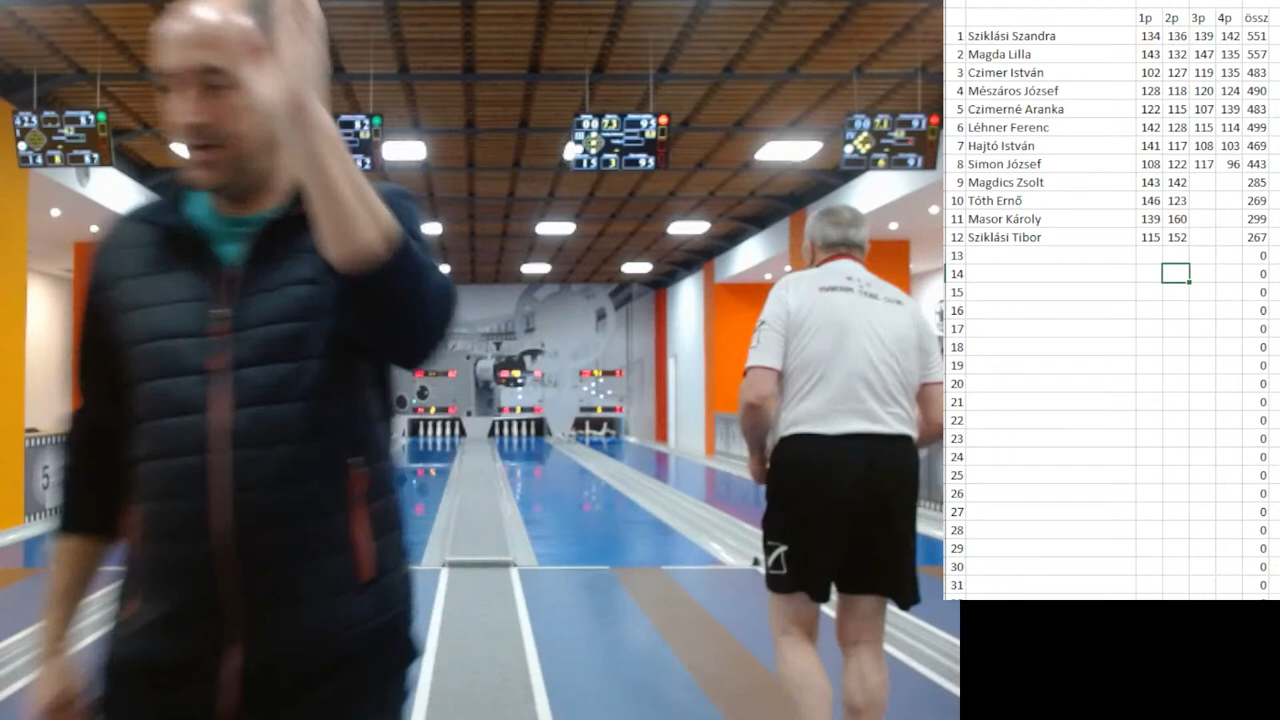 1p 2p 3p 4p össz
1 Sziklási Szandra 134 136 139 142 551
2 Magda Lilla 143 132 147 135 557
3 Czimer István 102 127 119 135 483
4 Mészáros József 128 118 120 124 490
5 Czimerné Aranka 122 115 107 139 483
6 Léhner Ferenc 142 128 115 114 499
7 Hajtó István 141 117 108 103 469
8 Simon József 108 122 117 96 443
9 Magdics Zsolt 143 142 285
10 Tóth Ernő 146 123 269
11 Masor Károly 139 160 299
12 Sziklási Tibor 115 152 267
13 0
14 0
15 0
16 0
17 0
18 0
19 0
20 0
21 0
22 0
23 0
24 0
25 0
26 0
27 0
28 0
29 0
30 0
31 0
5